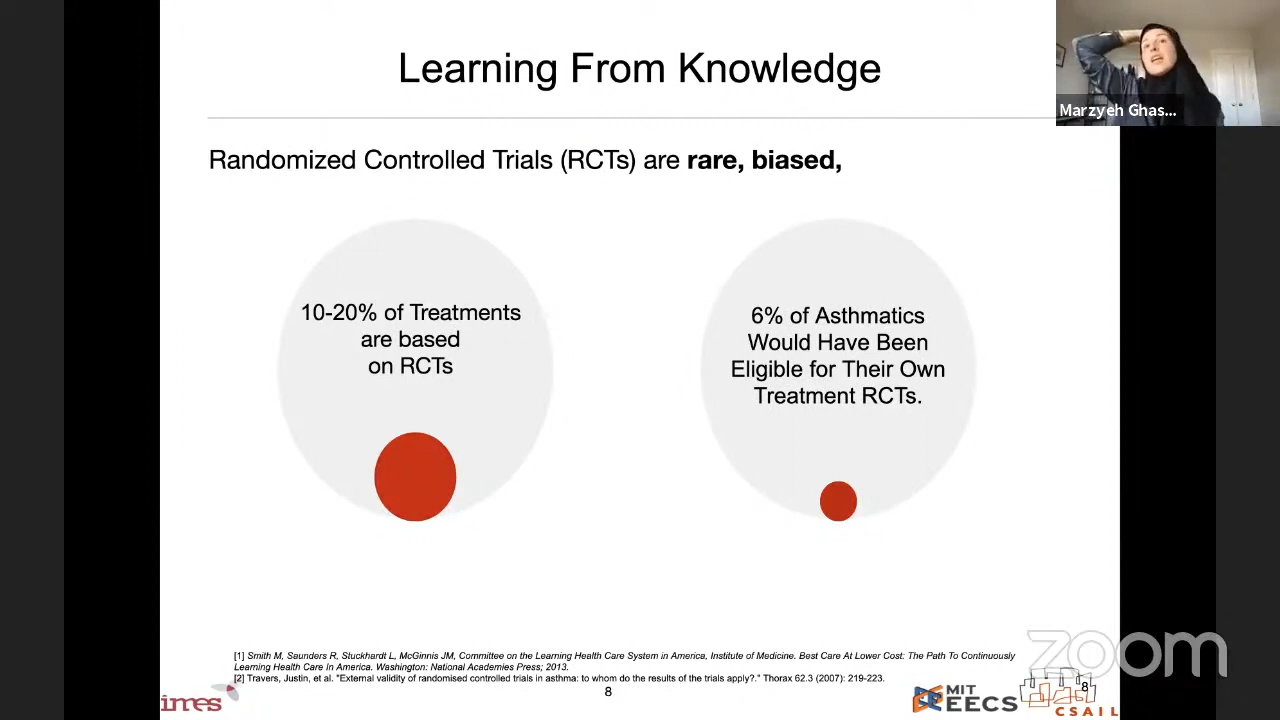 Learning From Knowledge
Marzyeh Ghas...
Randomized Controlled Trials (RCTs) are rare, biased,
10-20% of Treatments
are based
on RCTs
6% of Asthmatics
Would Have Been
Eligible for Their Own
Treatment RCTs.
[1] Smith M, Saunders R, Stuckhardt L, McGinnis JM, Committee on the Learning Health Care System in America, Institute of Medicine. Best Care At Lower Cost: The Path To Continuously
Learning Health Care In America. Washington: National Academies Press; 2013.
[2] Travers, Justin, et al. "External validity of randomised controlled trials in asthma: to whom do the results of the trials apply?." Thorax 62.3 (2007): 219-223.
imes
8
MIT
EECS
8
CSAIL
zoom